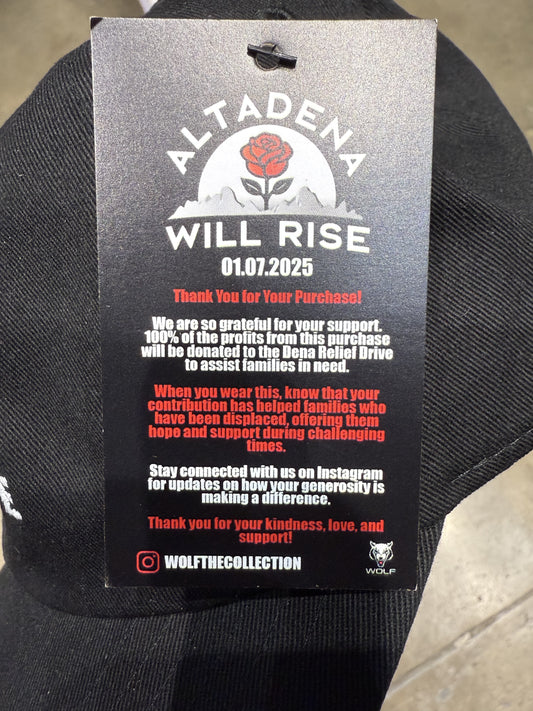 ALTADENA
WILL RISE
01.07.2025
Thank You for Your Purchase!
We are so grateful for your support.
100% of the profits from this purchase
will be donated to the Dena Relief Drive
to assist families in need.
When you wear this, know that your
contribution has helped families who
have been displaced, offering them
hope and support during challenging
times.
Stay connected with us on Instagram
for updates on how your generosity is
making a difference.
Thank you for your kindness, love, and
support!
WOLFTHECOLLECTION
WOLF